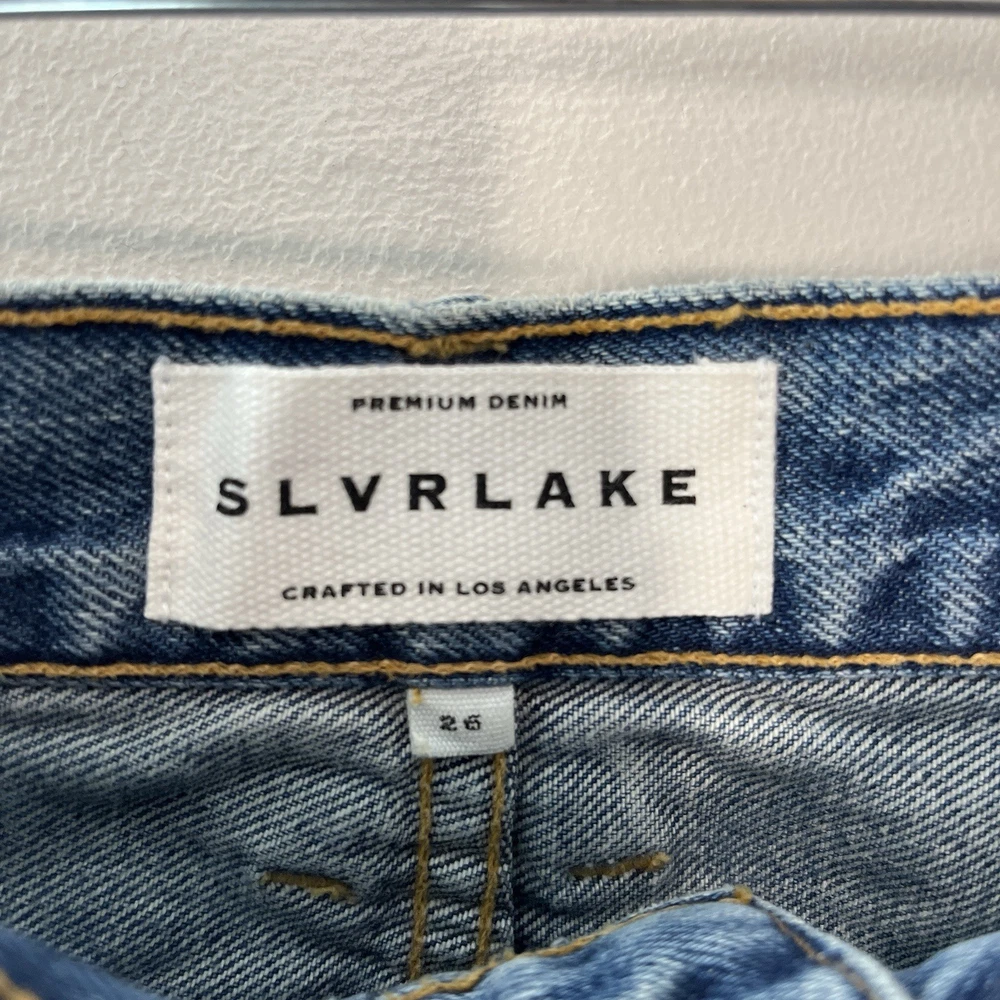 PREMIUM DENIM
SLVRLAKE
CRAFTED IN LOS ANGELES
26